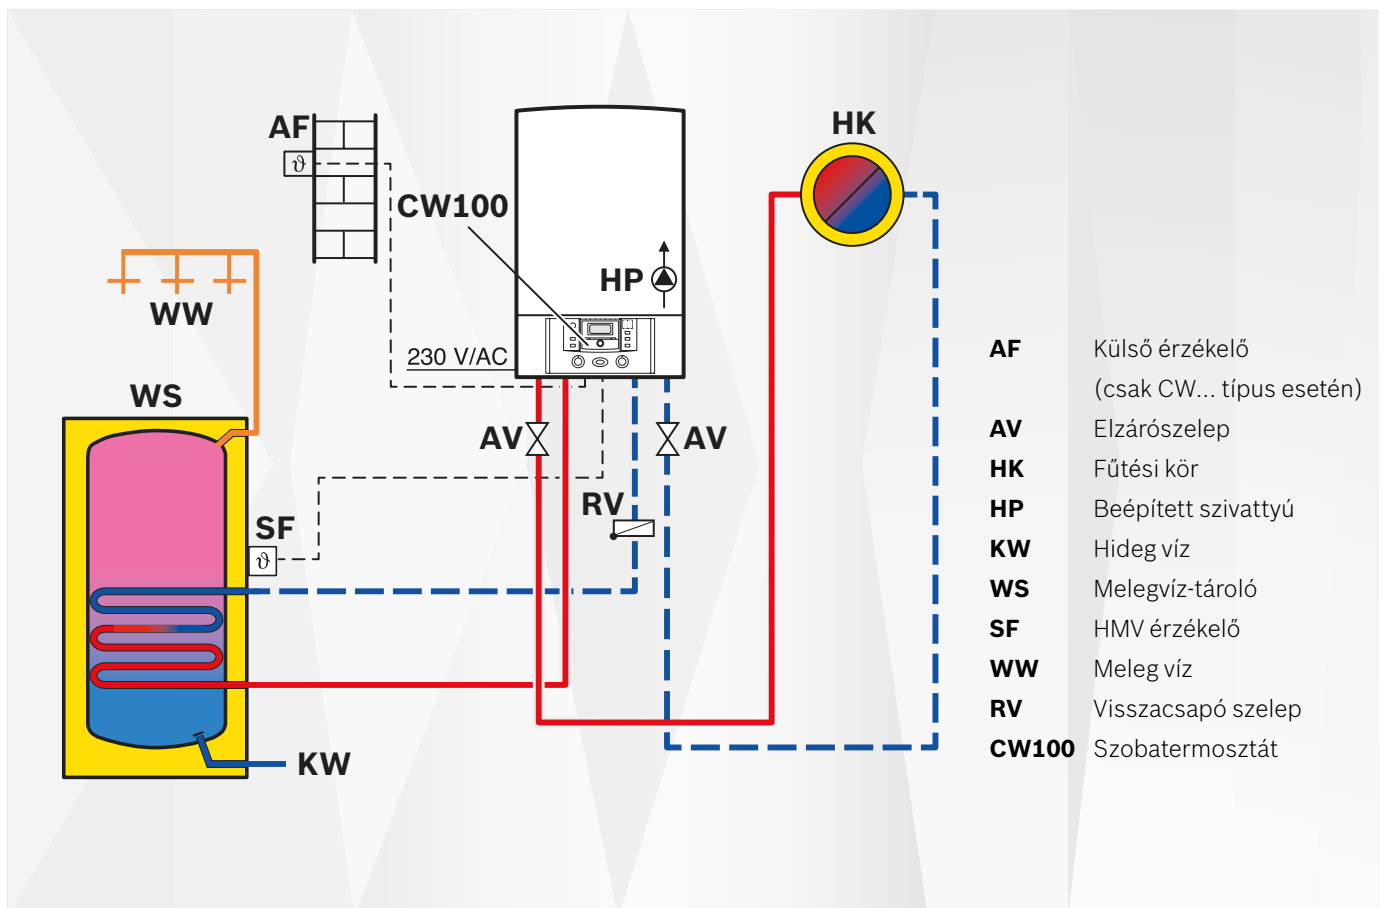 AF
HK
CW100
HP
WW
230 V/AC
WS
AV
AV
RV
SF
KW
ϑ
ϑ
AF Külső érzékelő
(csak CW... típus esetén)
AV Elzárószelep
HK Fűtési kör
HP Beépített szivattyú
KW Hideg víz
WS Melegvíz-tároló
SF HMV érzékelő
WW Meleg víz
RV Visszacsapó szelep
CW100 Szobatermosztát